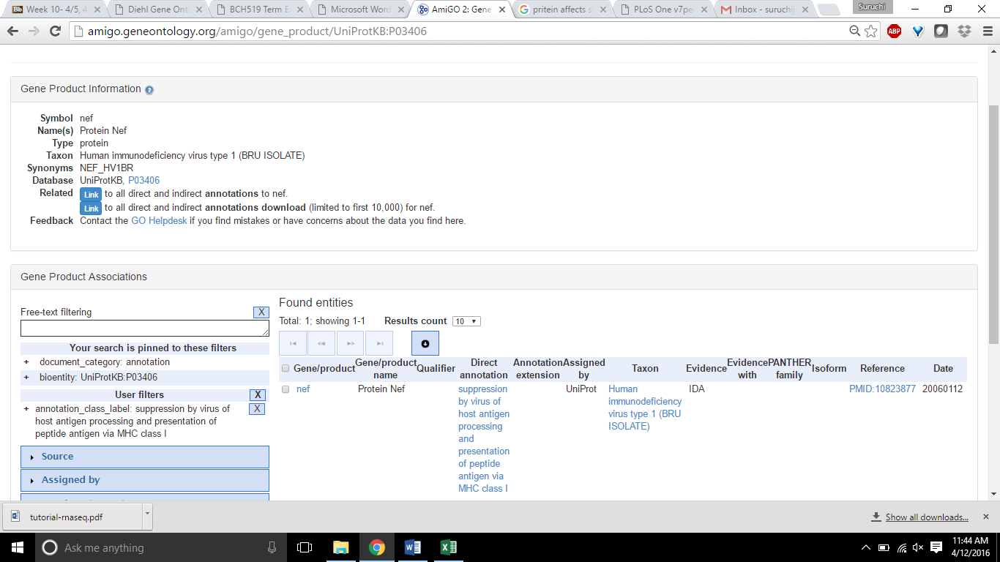 Week 10- 4/5, 4
Diehl Gene Ont
BCH519 Term E
Microsoft Word
AmiGO 2: Gene
pritein affects s
PLoS One v7pe
Inbox - suruchi
Suruchi
amigo.geneontology.org/amigo/gene_product/UniProtKB:P03406
Gene Product Information ?
Symbol nef
Name(s) Protein Nef
Type protein
Taxon Human immunodeficiency virus type 1 (BRU ISOLATE)
Synonyms NEF_HV1BR
Database UniProtKB, P03406
Related Link to all direct and indirect annotations to nef.
Link to all direct and indirect annotations download (limited to first 10,000) for nef.
Feedback Contact the GO Helpdesk if you find mistakes or have concerns about the data you find here.
Gene Product Associations
Free-text filtering X
Your search is pinned to these filters
+ document_category: annotation
+ bioentity: UniProtKB:P03406
User filters X
+ annotation_class_label: suppression by virus of X
host antigen processing and presentation of
peptide antigen via MHC class I
Source
Assigned by
Found entities
Total: 1; showing 1-1 Results count 10
Gene/product Gene/product name Qualifier Direct annotation Annotation extension Assigned by Taxon Evidence Evidence with PANTHER family Isoform Reference Date
nef Protein Nef suppression UniProt Human IDA PMID:10823877 20060112
by virus of immunodeficiency
host antigen virus type 1 (BRU
processing ISOLATE)
and
presentation
of peptide
antigen via
MHC class I
tutorial-rnaseq.pdf
Show all downloads...
Ask me anything
11:44 AM
4/12/2016